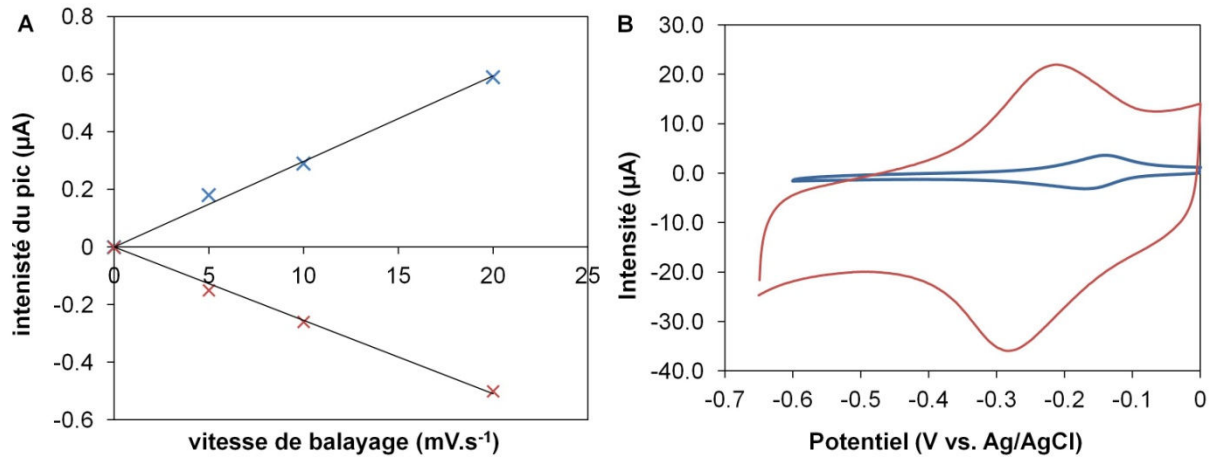 A
intenisté du pic (µA)
0.8
0.6
0.4
0.2
0
-0.2
-0.4
-0.6
0 5 10 15 20 25
vitesse de balayage (mV.s-1)
B
Intensité (µA)
30.0
20.0
10.0
0.0
-10.0
-20.0
-30.0
-40.0
-0.7 -0.6 -0.5 -0.4 -0.3 -0.2 -0.1 0
Potentiel (V vs. Ag/AgCl)